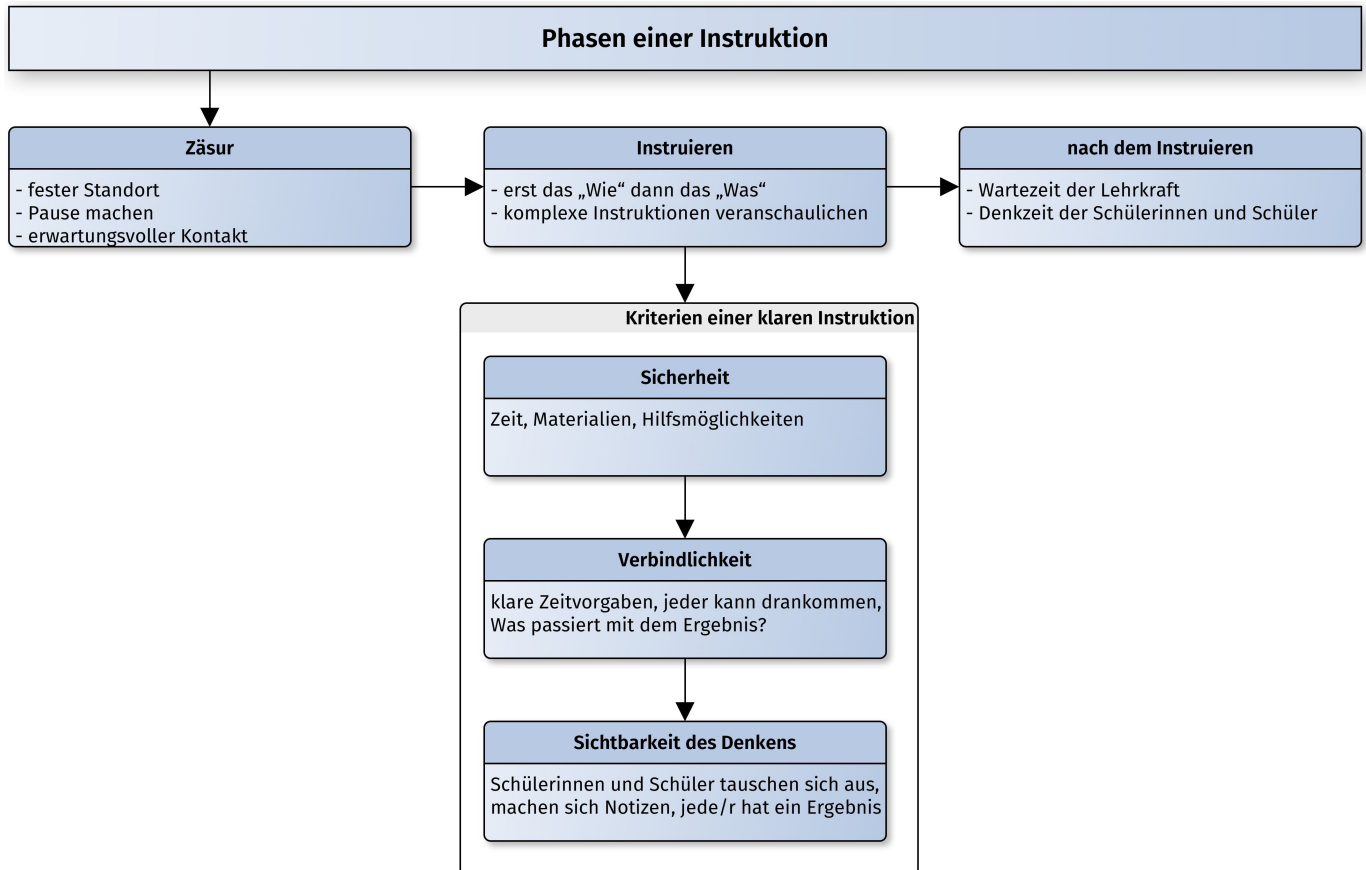 Phasen einer Instruktion
Zäsur
- fester Standort
- Pause machen
- erwartungsvoller Kontakt
Instruieren
- erst das „Wie“ dann das „Was“
- komplexe Instruktionen veranschaulichen
nach dem Instruieren
- Wartezeit der Lehrkraft
- Denkzeit der Schülerinnen und Schüler
Kriterien einer klaren Instruktion
Sicherheit
Zeit, Materialien, Hilfsmöglichkeiten
Verbindlichkeit
klare Zeitvorgaben, jeder kann drankommen,
Was passiert mit dem Ergebnis?
Sichtbarkeit des Denkens
Schülerinnen und Schüler tauschen sich aus,
machen sich Notizen, jede/r hat ein Ergebnis